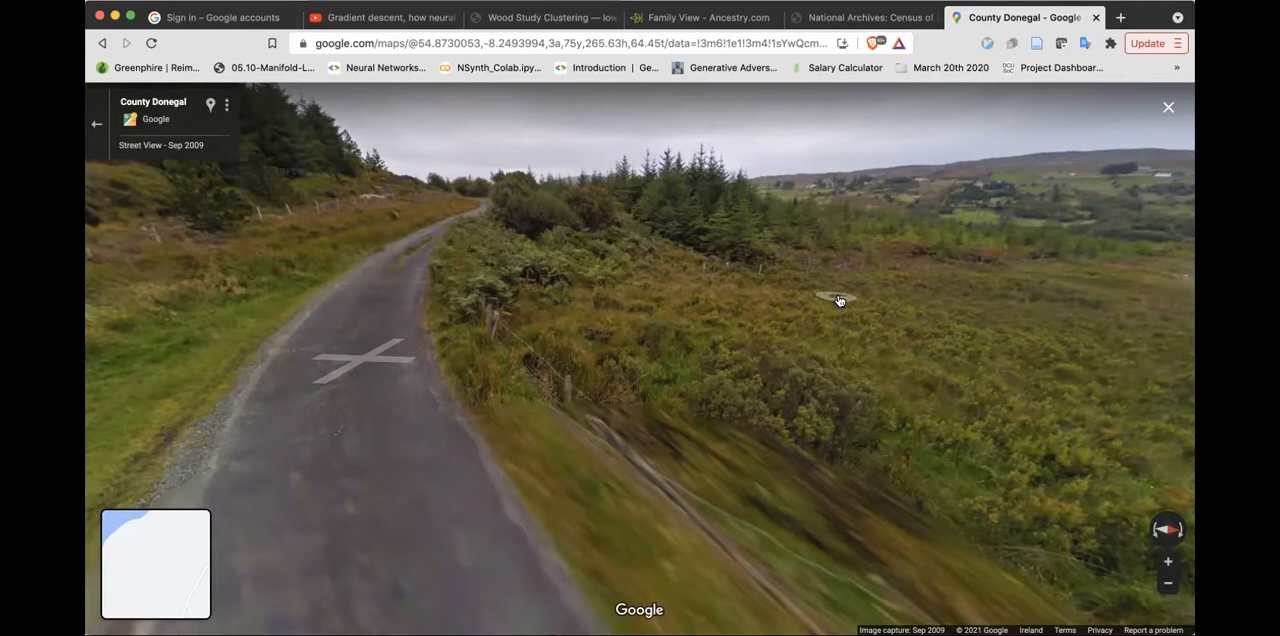 Sign in – Google accounts
Gradient descent, how neural
Wood Study Clustering — low
Family View - Ancestry.com
National Archives: Census of
County Donegal - Google
google.com/maps/@54.8730053,-8.2493994,3a,75y,265.63h,64.45t/data=!3m6!1e1!3m4!1sYwQcm...
99+
Update
Greenphire | Reim...
05.10-Manifold-L...
Neural Networks...
NSynth_Colab.ipy...
Introduction | Ge...
Generative Advers...
Salary Calculator
March 20th 2020
Project Dashboar...
»
County Donegal
Google
Street View - Sep 2009
Google
Image capture: Sep 2009 © 2021 Google Ireland Terms Privacy Report a problem